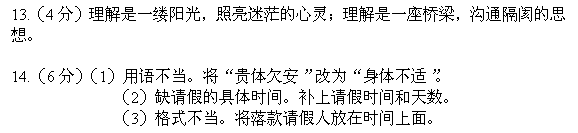 13.（4分）理解是一缕阳光，照亮迷茫的心灵；理解是一座桥梁，沟通隔阂的思
想。
14.（6分）（1）用语不当。将“贵体欠安”改为“身体不适”。
（2）缺请假的具体时间。补上请假时间和天数。
（3）格式不当。将落款请假人放在时间上面。